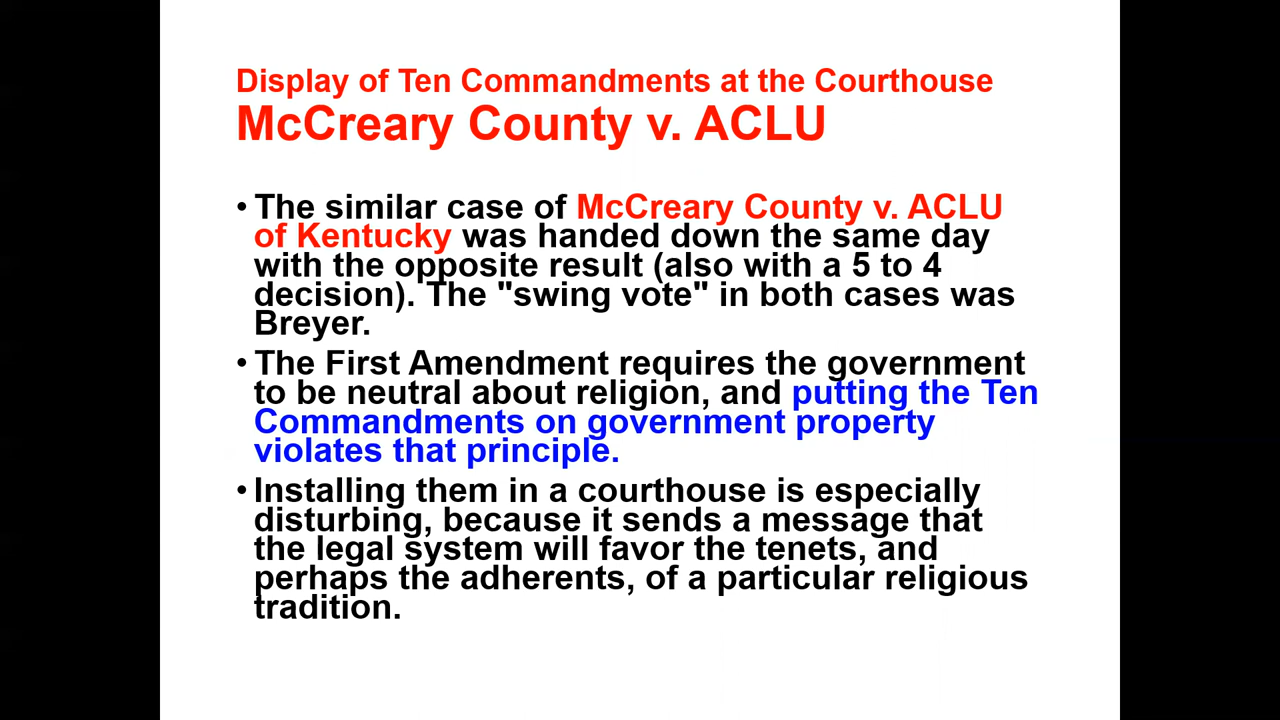 Display of Ten Commandments at the Courthouse
McCreary County v. ACLU
• The similar case of McCreary County v. ACLU
of Kentucky was handed down the same day
with the opposite result (also with a 5 to 4
decision). The "swing vote" in both cases was
Breyer.
• The First Amendment requires the government
to be neutral about religion, and putting the Ten
Commandments on government property
violates that principle.
• Installing them in a courthouse is especially
disturbing, because it sends a message that
the legal system will favor the tenets, and
perhaps the adherents, of a particular religious
tradition.